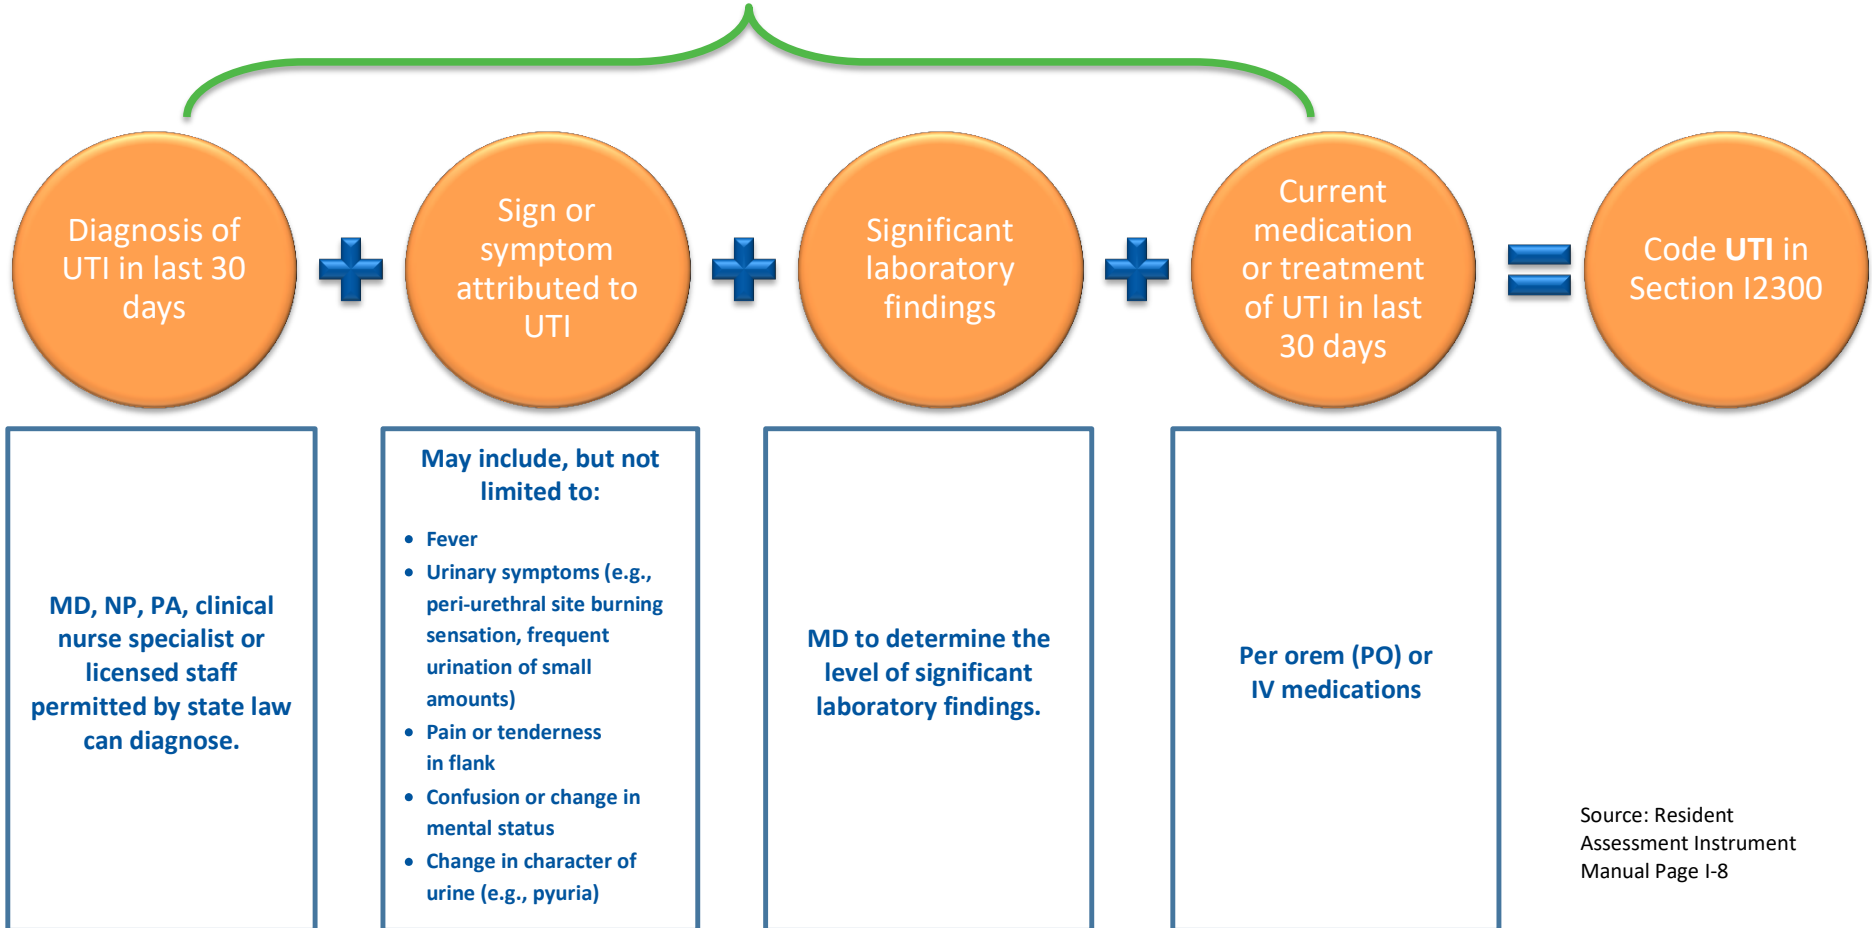 Diagnosis of
UTI in last 30
days
Sign or
symptom
attributed to
UTI
Significant
laboratory
findings
Current
medication
or treatment
of UTI in last
30 days
Code UTI in
Section I2300
MD, NP, PA, clinical
nurse specialist or
licensed staff
permitted by state law
can diagnose.
May include, but not
limited to:
• Fever
• Urinary symptoms (e.g.,
peri-urethral site burning
sensation, frequent
urination of small
amounts)
• Pain or tenderness
in flank
• Confusion or change in
mental status
• Change in character of
urine (e.g., pyuria)
MD to determine the
level of significant
laboratory findings.
Per orem (PO) or
IV medications
Source: Resident
Assessment Instrument
Manual Page I-8